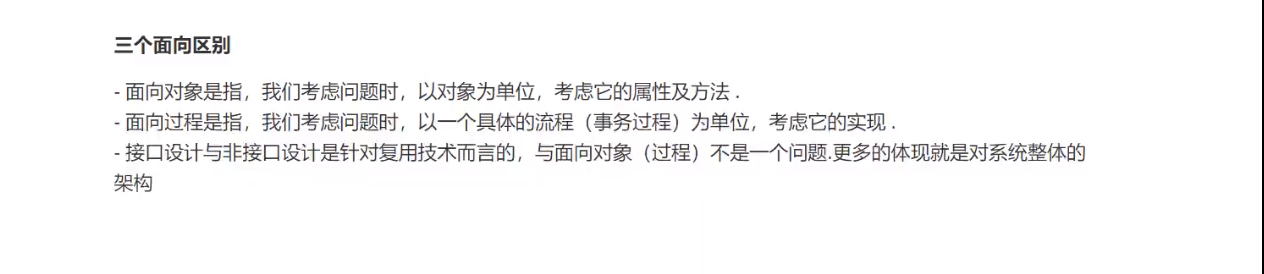 三个面向区别
- 面向对象是指，我们考虑问题时，以对象为单位，考虑它的属性及方法 .
- 面向过程是指，我们考虑问题时，以一个具体的流程（事务过程）为单位，考虑它的实现 .
- 接口设计与非接口设计是针对复用技术而言的，与面向对象（过程）不是一个问题.更多的体现就是对系统整体的
架构